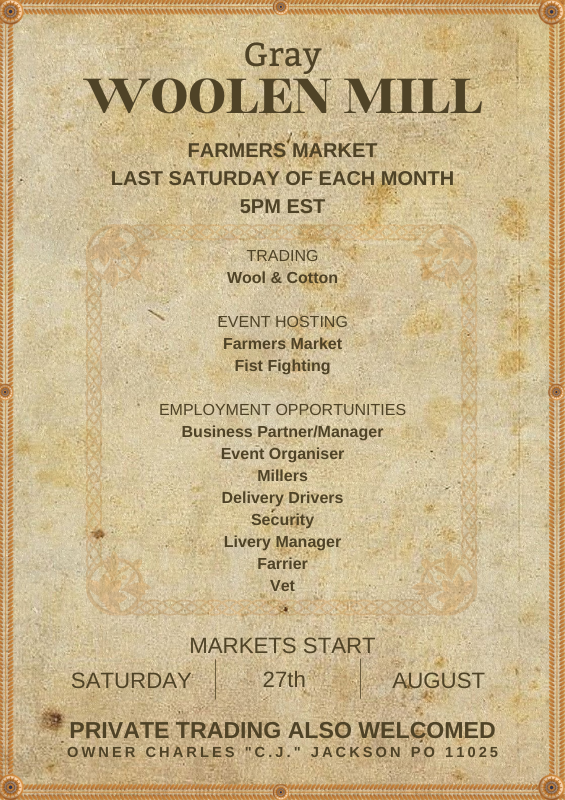 Gray
WOOLEN MILL
FARMERS MARKET
LAST SATURDAY OF EACH MONTH
5PM EST
TRADING
Wool & Cotton
EVENT HOSTING
Farmers Market
Fist Fighting
EMPLOYMENT OPPORTUNITIES
Business Partner/Manager
Event Organiser
Millers
Delivery Drivers
Security
Livery Manager
Farrier
Vet
MARKETS START
SATURDAY 27th AUGUST
PRIVATE TRADING ALSO WELCOMED
OWNER CHARLES "C.J." JACKSON PO 11025